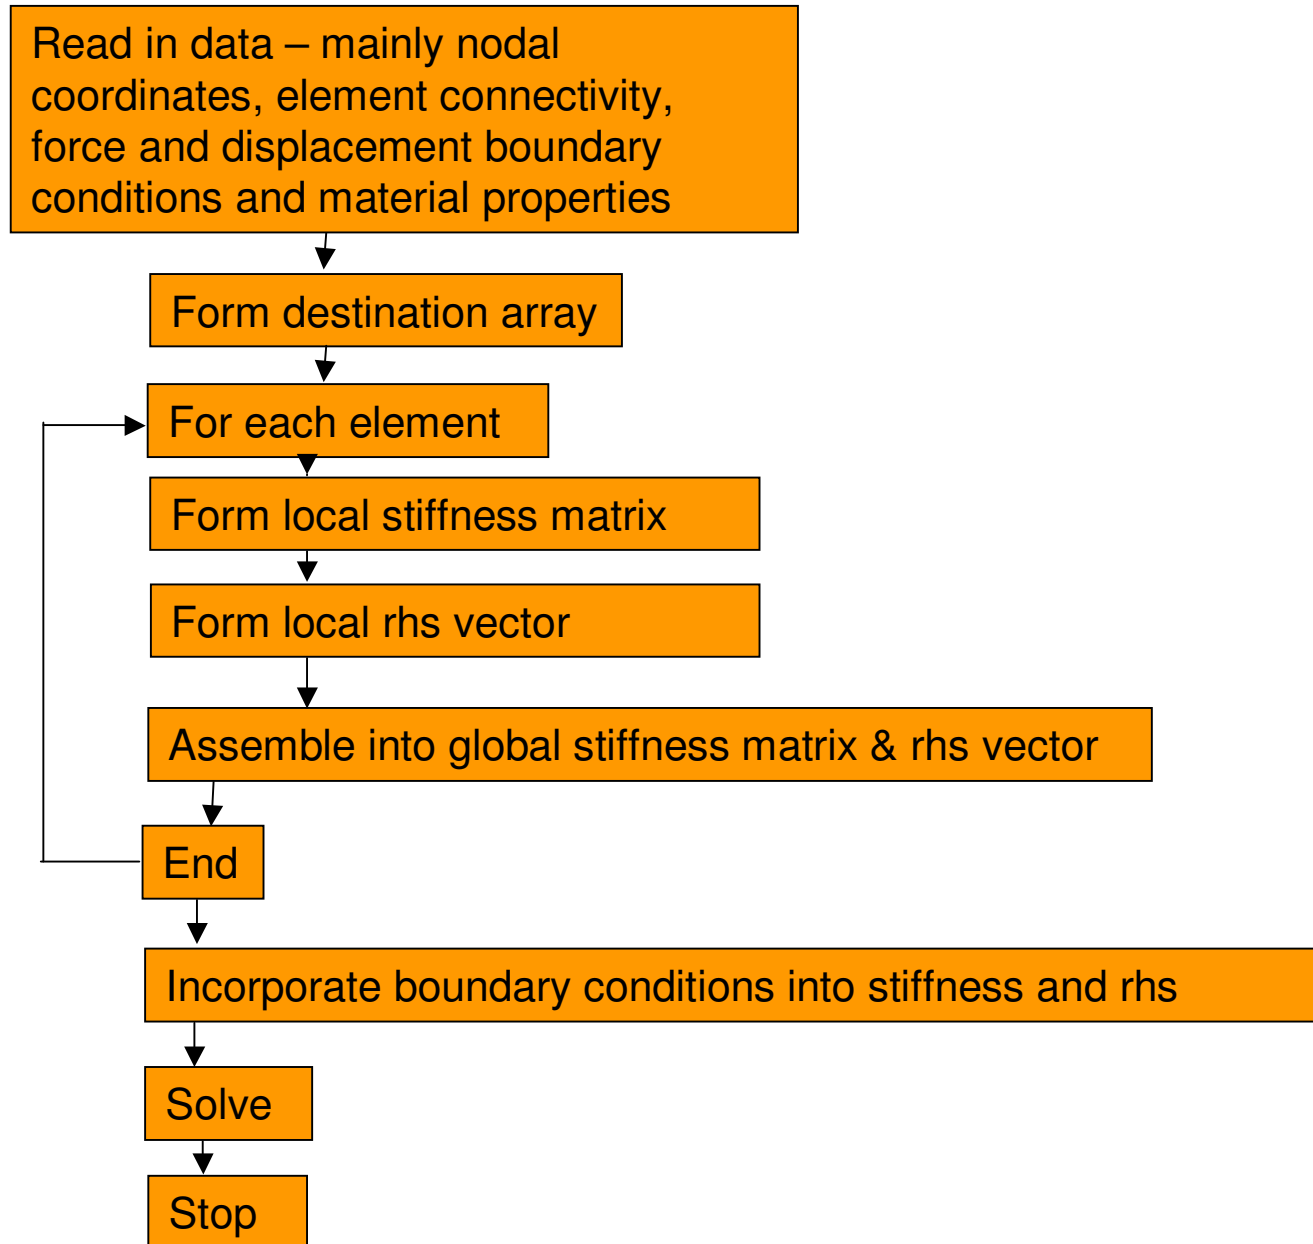 Read in data – mainly nodal
coordinates, element connectivity,
force and displacement boundary
conditions and material properties
Form destination array
For each element
Form local stiffness matrix
Form local rhs vector
Assemble into global stiffness matrix & rhs vector
End
Incorporate boundary conditions into stiffness and rhs
Solve
Stop